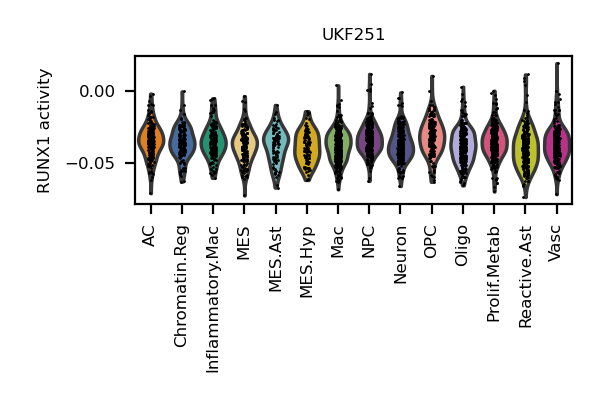 UKF251
RUNX1 activity
0.00
−0.05
AC
Chromatin.Reg
Inflammatory.Mac
MES
MES.Ast
MES.Hyp
Mac
NPC
Neuron
OPC
Oligo
Prolif.Metab
Reactive.Ast
Vasc